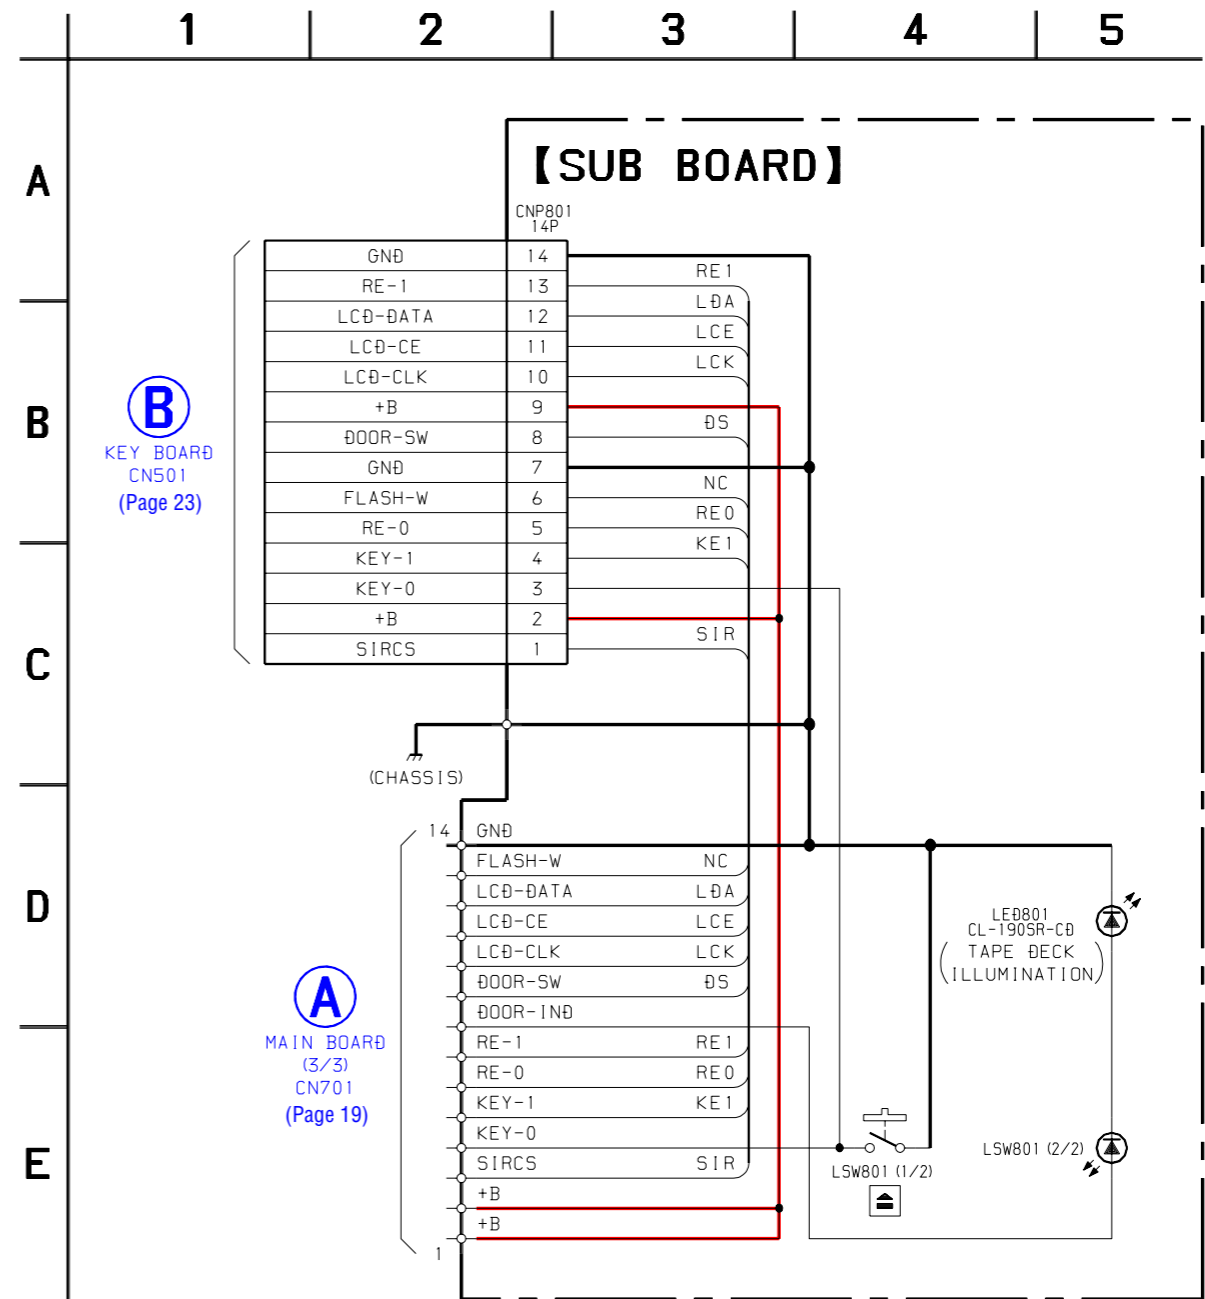 1 2 3 4 5
A
【SUB BOARD】
CNP801
14P
GND 14
RE-1 13 RE1
LCD-DATA 12 LDA
LCD-CE 11 LCE
LCD-CLK 10 LCK
B
+B 9
DOOR-SW 8 DS
GND 7
FLASH-W 6 NC
RE-0 5 RE0
KEY-1 4 KE1
KEY-0 3
+B 2
SIRCS 1 SIR
B
KEY BOARD
CN501
(Page 23)
C
(CHASSIS)
D
14 GND
FLASH-W NC
LCD-DATA LDA
LCD-CE LCE
LCD-CLK LCK
DOOR-SW DS
DOOR-IND
RE-1 RE1
RE-0 RE0
KEY-1 KE1
KEY-0
SIRCS SIR
+B
+B
1
A
MAIN BOARD
(3/3)
CN701
(Page 19)
LED801
CL-190SR-CD
(TAPE DECK
ILLUMINATION)
E
LSW801 (1/2)
LSW801 (2/2)